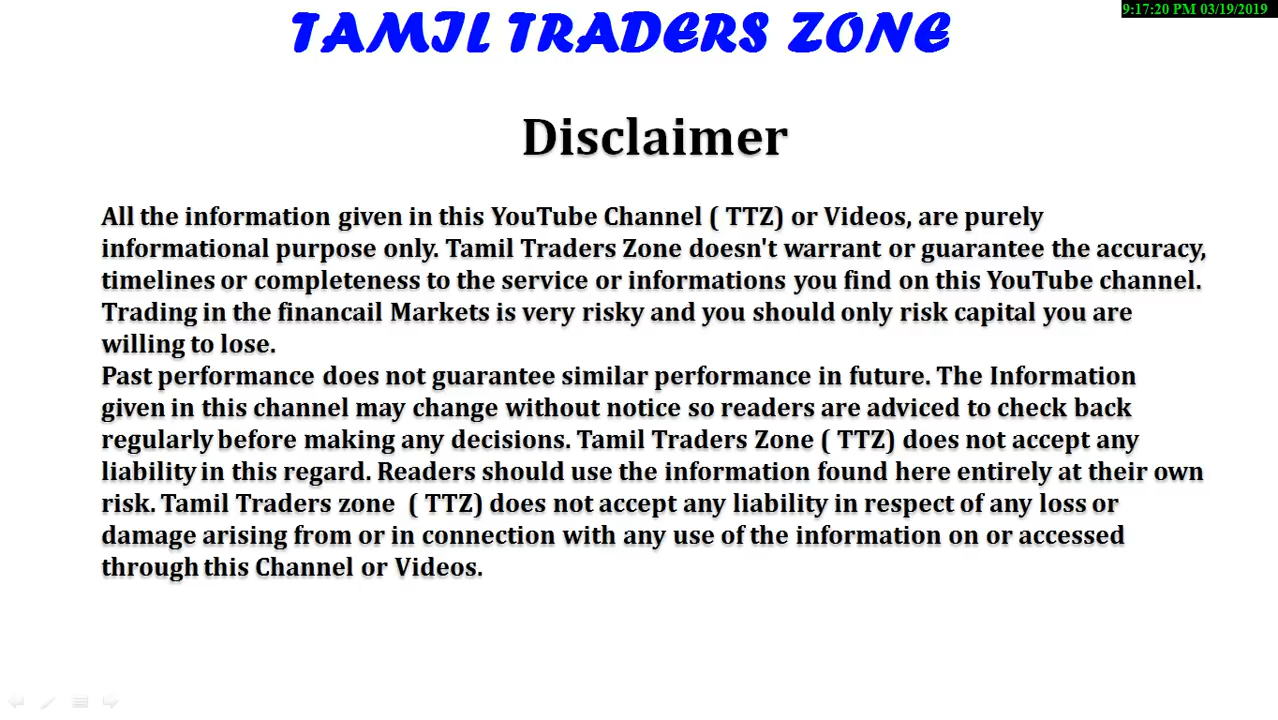 9:17:20 PM 03/19/2019
TAMIL TRADERS ZONE
Disclaimer
All the information given in this YouTube Channel ( TTZ) or Videos, are purely
informational purpose only. Tamil Traders Zone doesn't warrant or guarantee the accuracy,
timelines or completeness to the service or informations you find on this YouTube channel.
Trading in the financail Markets is very risky and you should only risk capital you are
willing to lose.
Past performance does not guarantee similar performance in future. The Information
given in this channel may change without notice so readers are adviced to check back
regularly before making any decisions. Tamil Traders Zone ( TTZ) does not accept any
liability in this regard. Readers should use the information found here entirely at their own
risk. Tamil Traders zone  ( TTZ) does not accept any liability in respect of any loss or
damage arising from or in connection with any use of the information on or accessed
through this Channel or Videos.